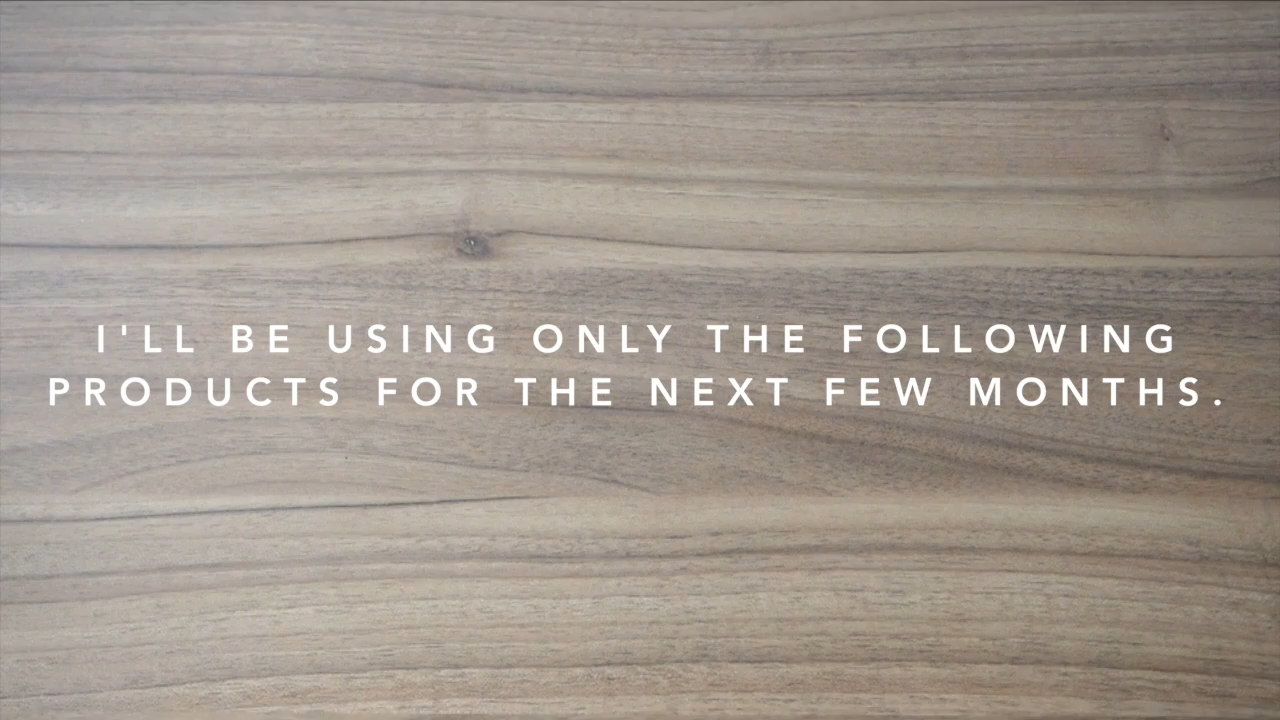 I'LL BE USING ONLY THE FOLLOWING
PRODUCTS FOR THE NEXT FEW MONTHS.